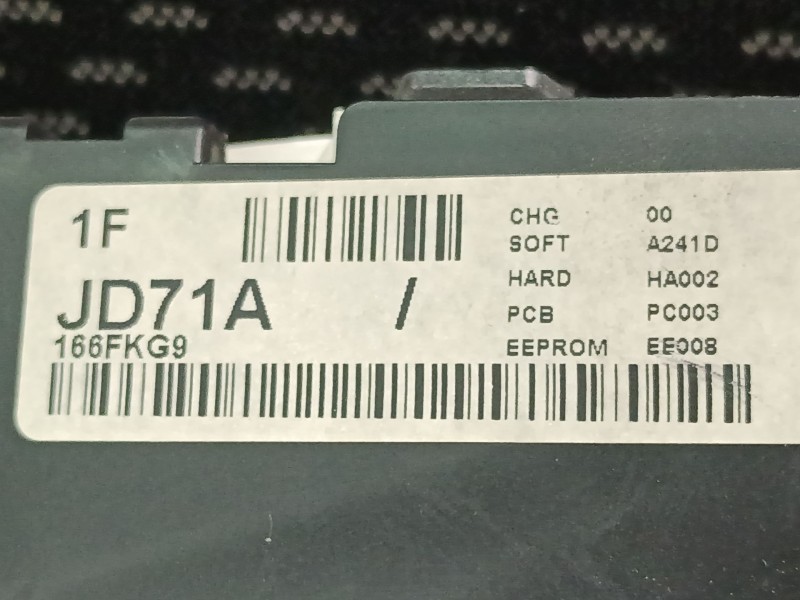 1F
JD71A /
166FKG9
CHG 00
SOFT A241D
HARD HA002
PCB PC003
EEPROM EE008